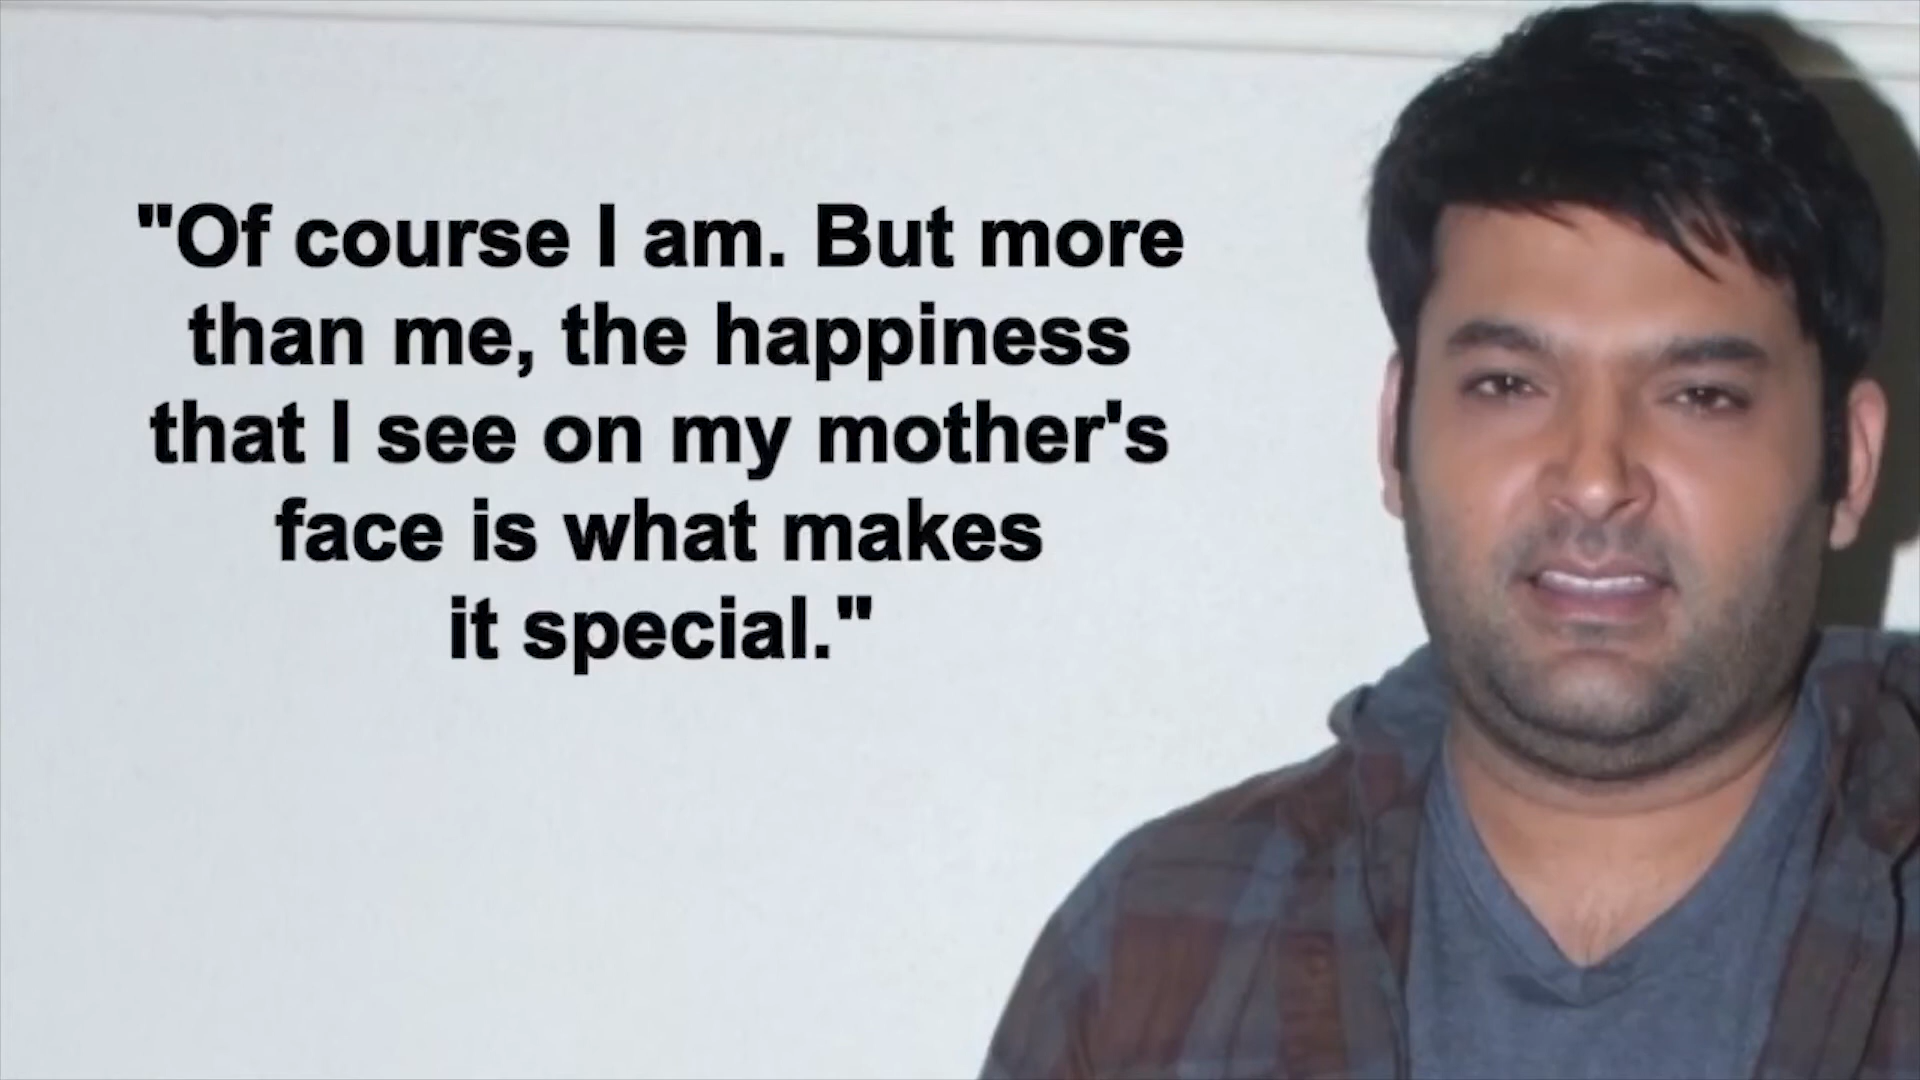 "Of course I am. But more
than me, the happiness
that I see on my mother's
face is what makes
it special."